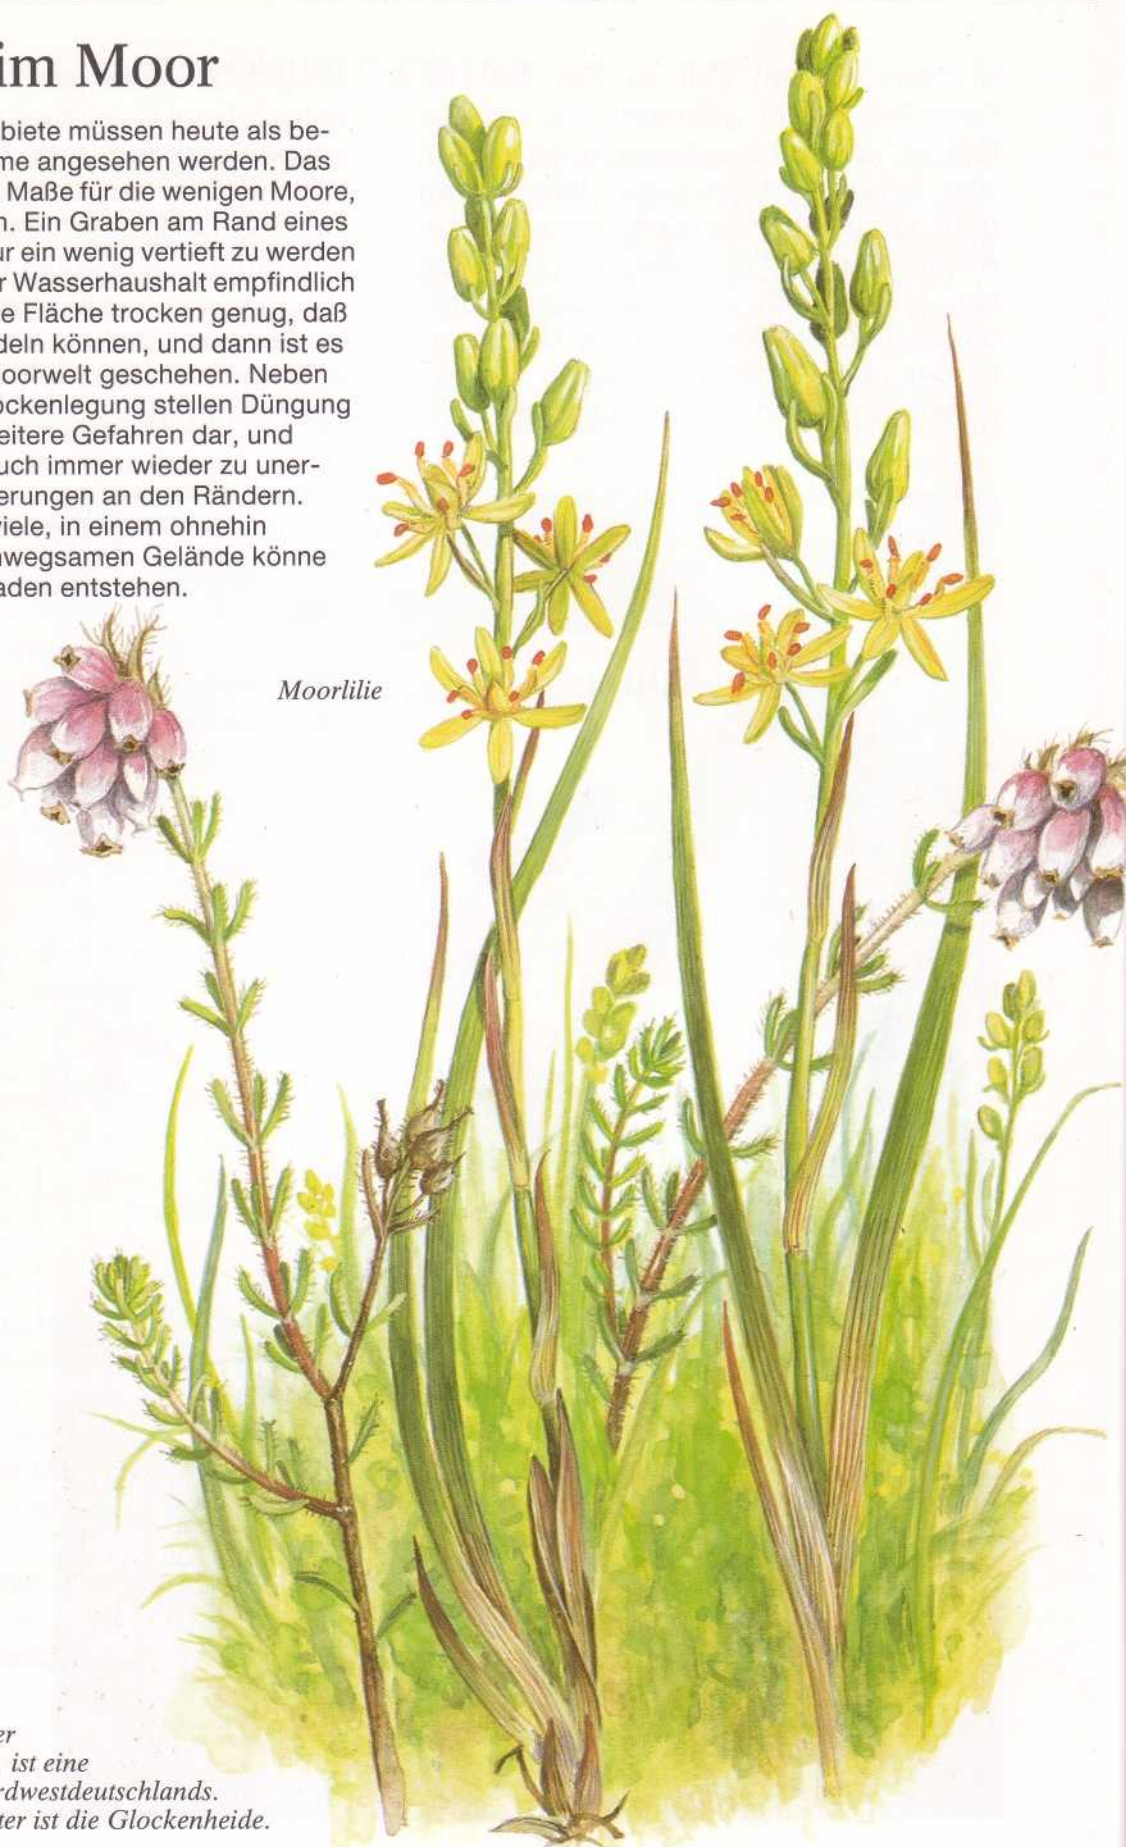 im Moor
biete müssen heute als be-
me angesehen werden. Das
Maße für die wenigen Moore,
n. Ein Graben am Rand eines
ur ein wenig vertieft zu werden
r Wasserhaushalt empfindlich
e Fläche trocken genug, daß
deln können, und dann ist es
oorwelt geschehen. Neben
ockenlegung stellen Düngung
eitere Gefahren dar, und
uch immer wieder zu uner-
erungen an den Rändern.
viele, in einem ohnehin
wegsamen Gelände könne
aden entstehen.
Moorlilie
er
ist eine
rdwestdeutschlands.
ter ist die Glockenheide.